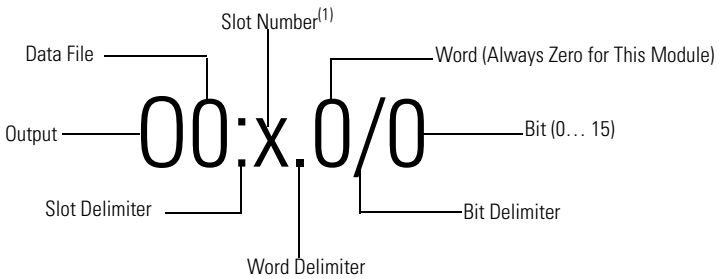 Slot Number(1)
Data File
Word (Always Zero for This Module)
Output
O0:x.0/0
Bit (0… 15)
Slot Delimiter
Bit Delimiter
Word Delimiter